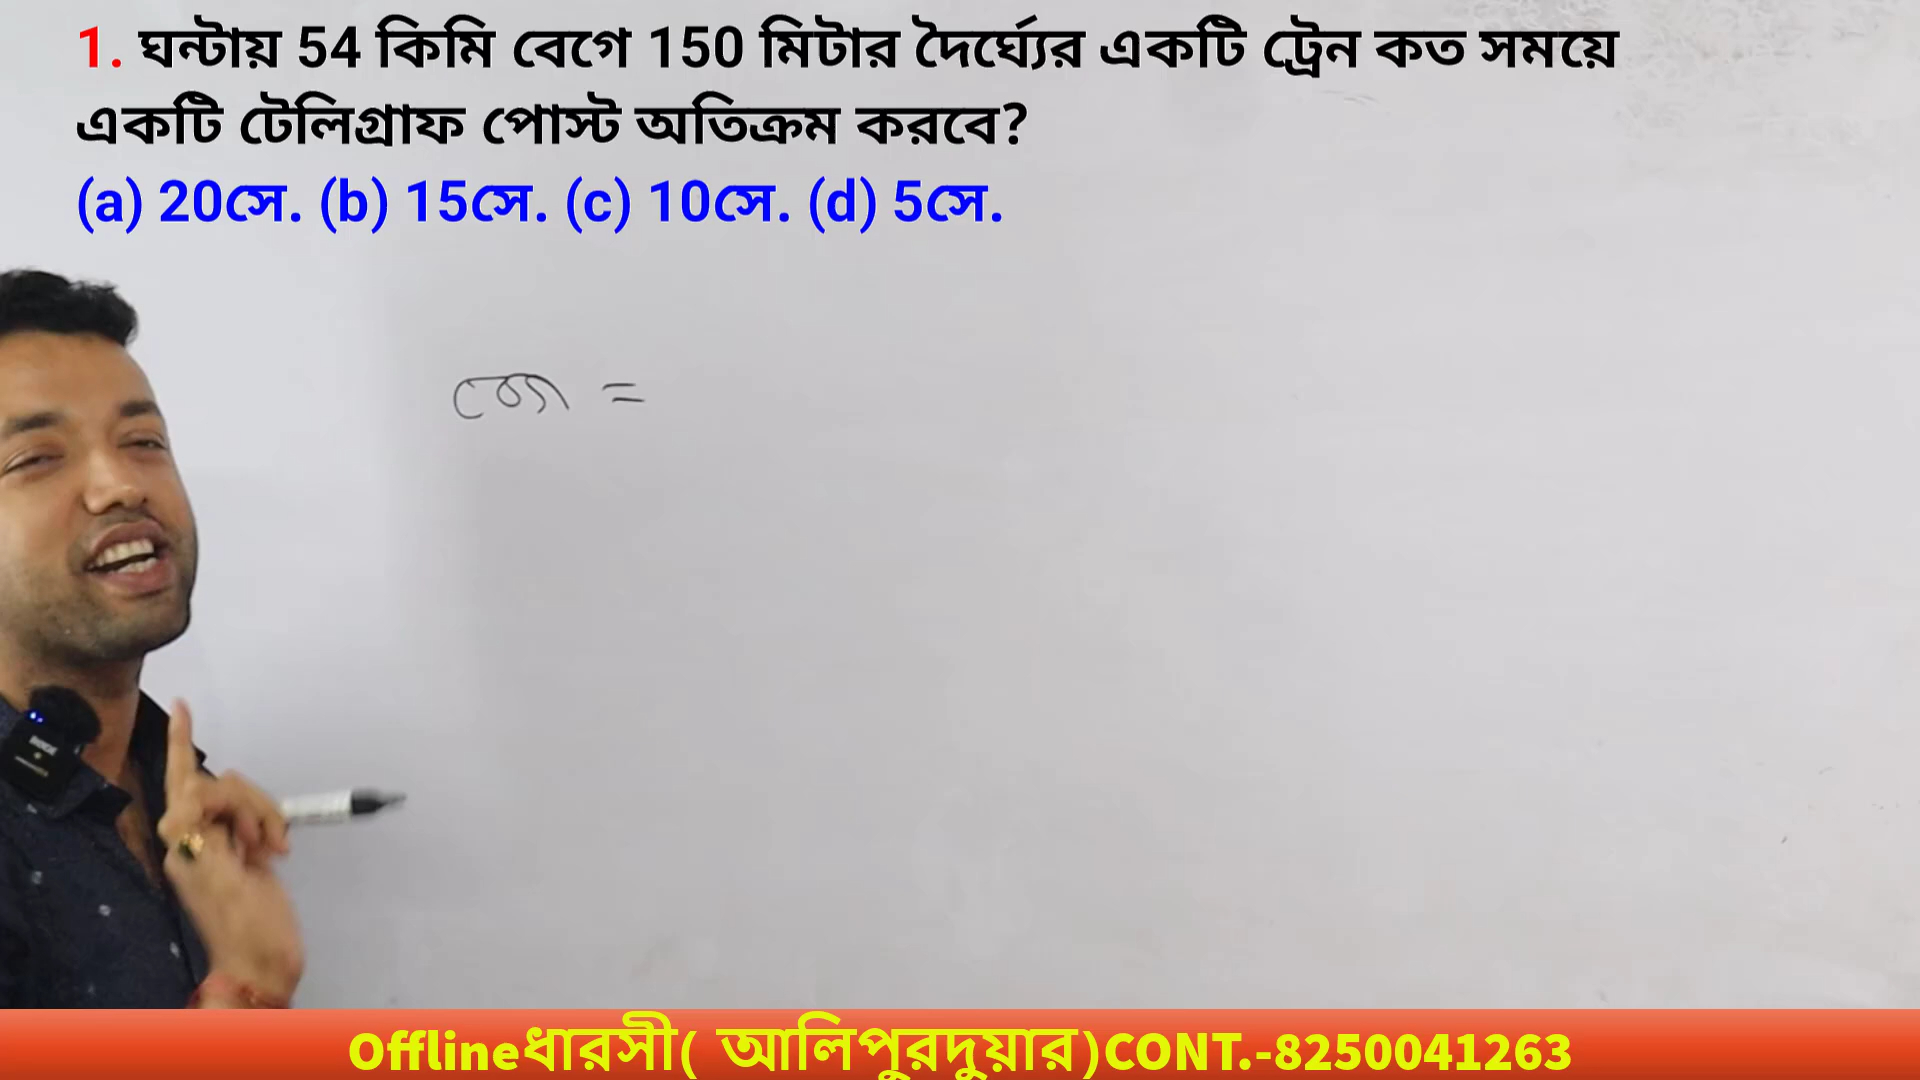 1. ঘন্টায় 54 কিমি বেগে 150 মিটার দৈর্ঘ্যের একটি ট্রেন কত সময়ে
একটি টেলিগ্রাফ পোস্ট অতিক্রম করবে?
(a) 20সে. (b) 15সে. (c) 10সে. (d) 5সে.
বেগ =
Offlineধারসী( আলিপুরদুয়ার)CONT.-8250041263